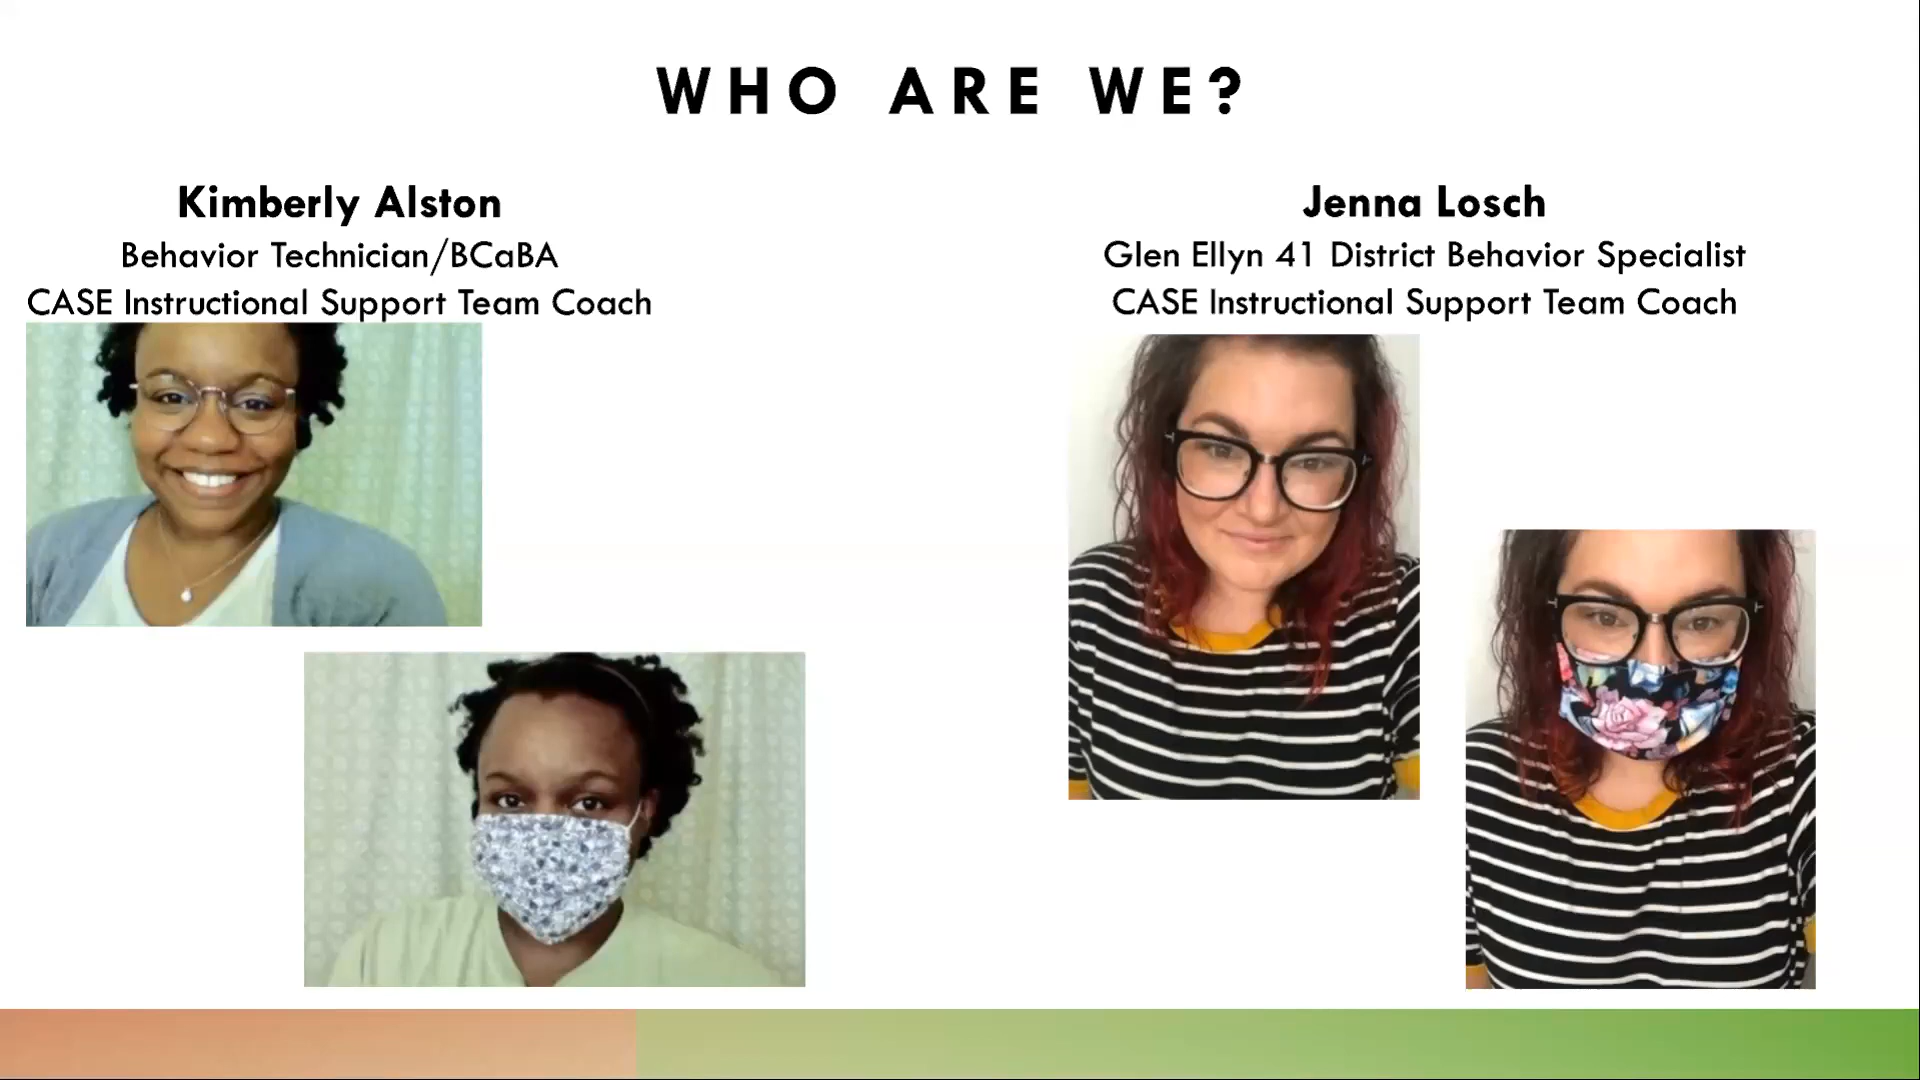 WHO ARE WE?
Kimberly Alston
Behavior Technician/BCaBA
CASE Instructional Support Team Coach
Jenna Losch
Glen Ellyn 41 District Behavior Specialist
CASE Instructional Support Team Coach